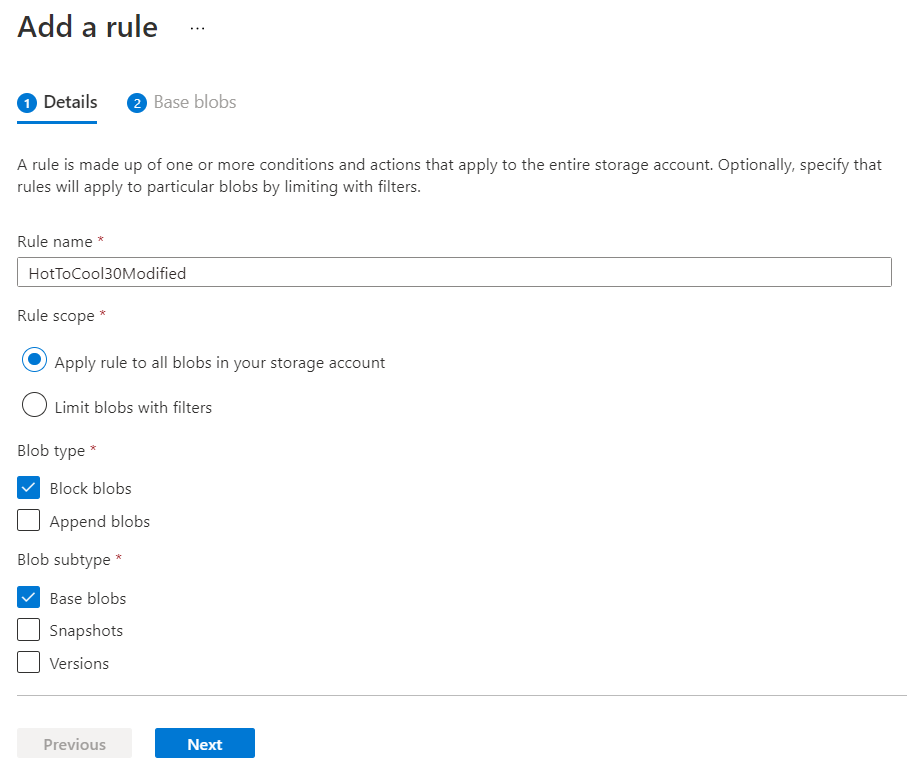 Add a rule ...
1 Details 2 Base blobs
A rule is made up of one or more conditions and actions that apply to the entire storage account. Optionally, specify that
rules will apply to particular blobs by limiting with filters.
Rule name *
HotToCool30Modified
Rule scope *
Apply rule to all blobs in your storage account
Limit blobs with filters
Blob type *
Block blobs
Append blobs
Blob subtype *
Base blobs
Snapshots
Versions
Previous Next